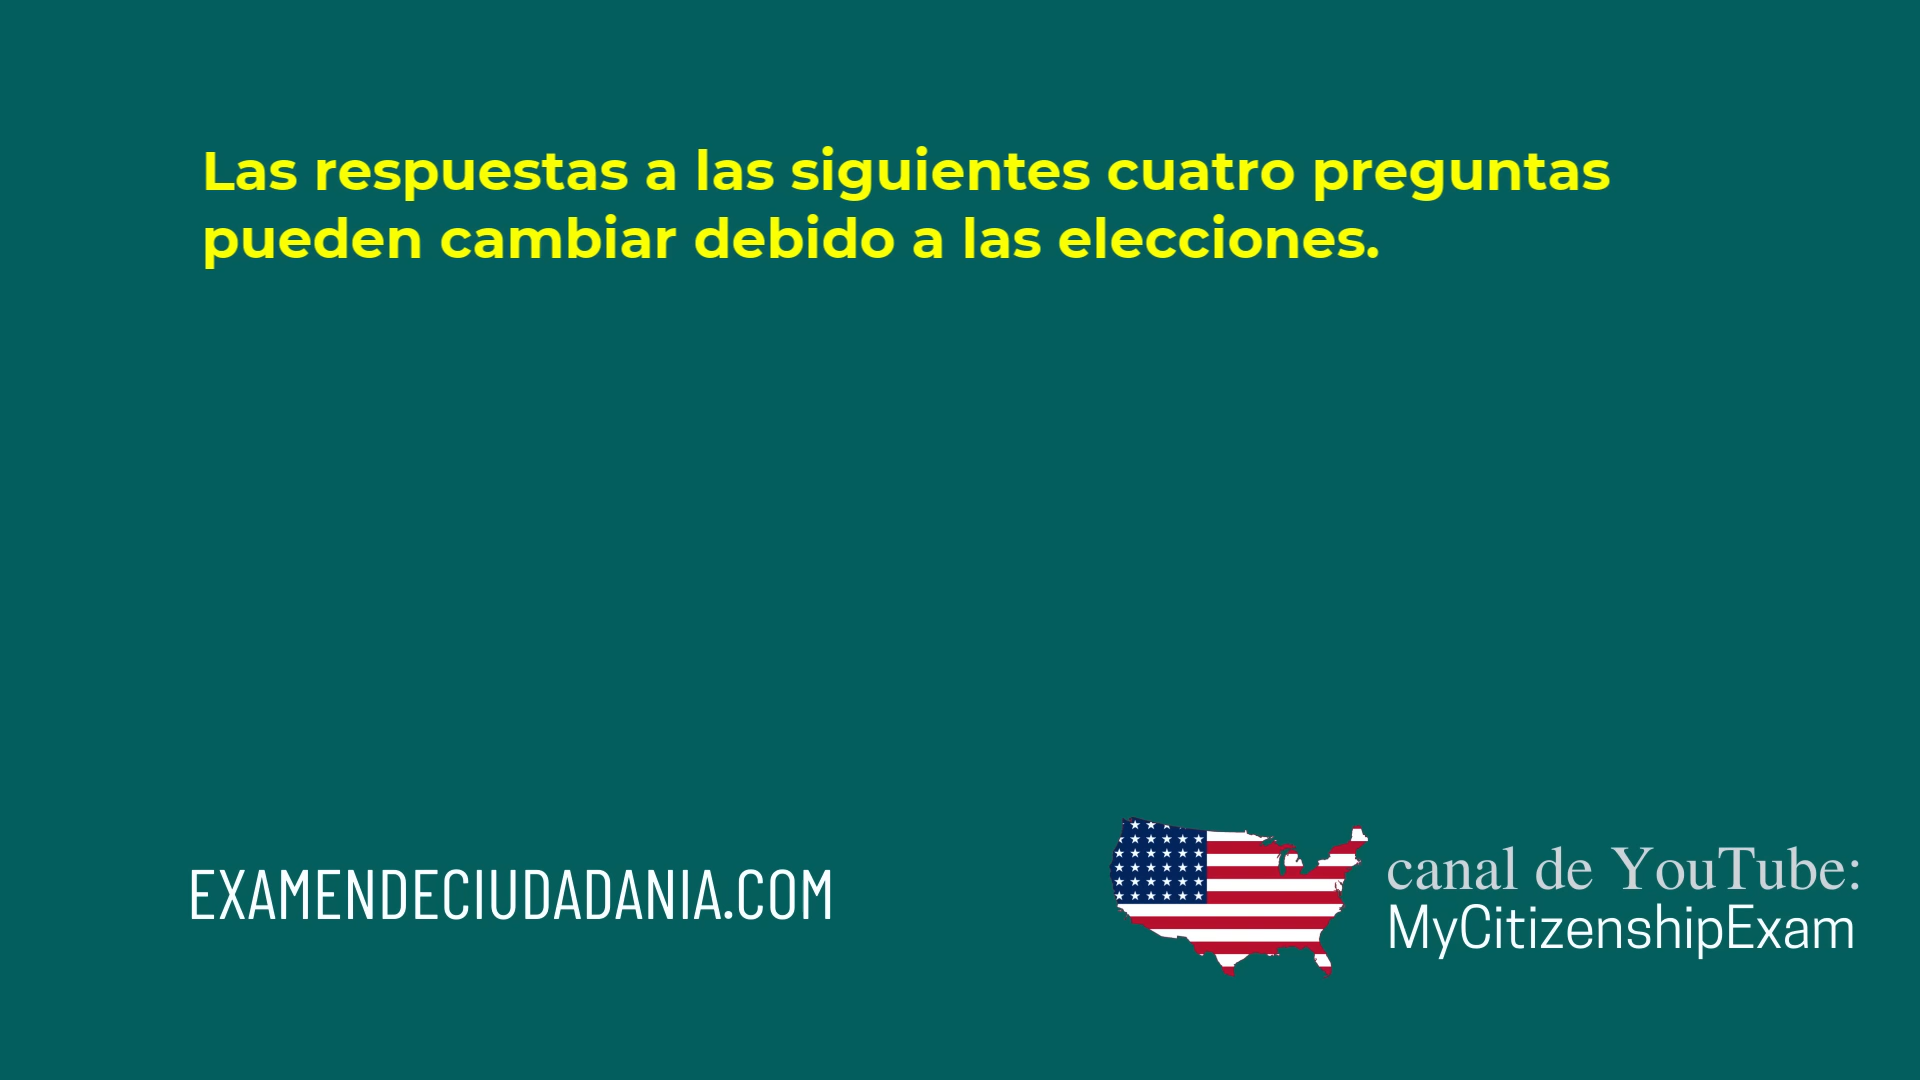 Las respuestas a las siguientes cuatro preguntas
pueden cambiar debido a las elecciones.
EXAMENDECIUDADANIA.COM
canal de YouTube:
MyCitizenshipExam